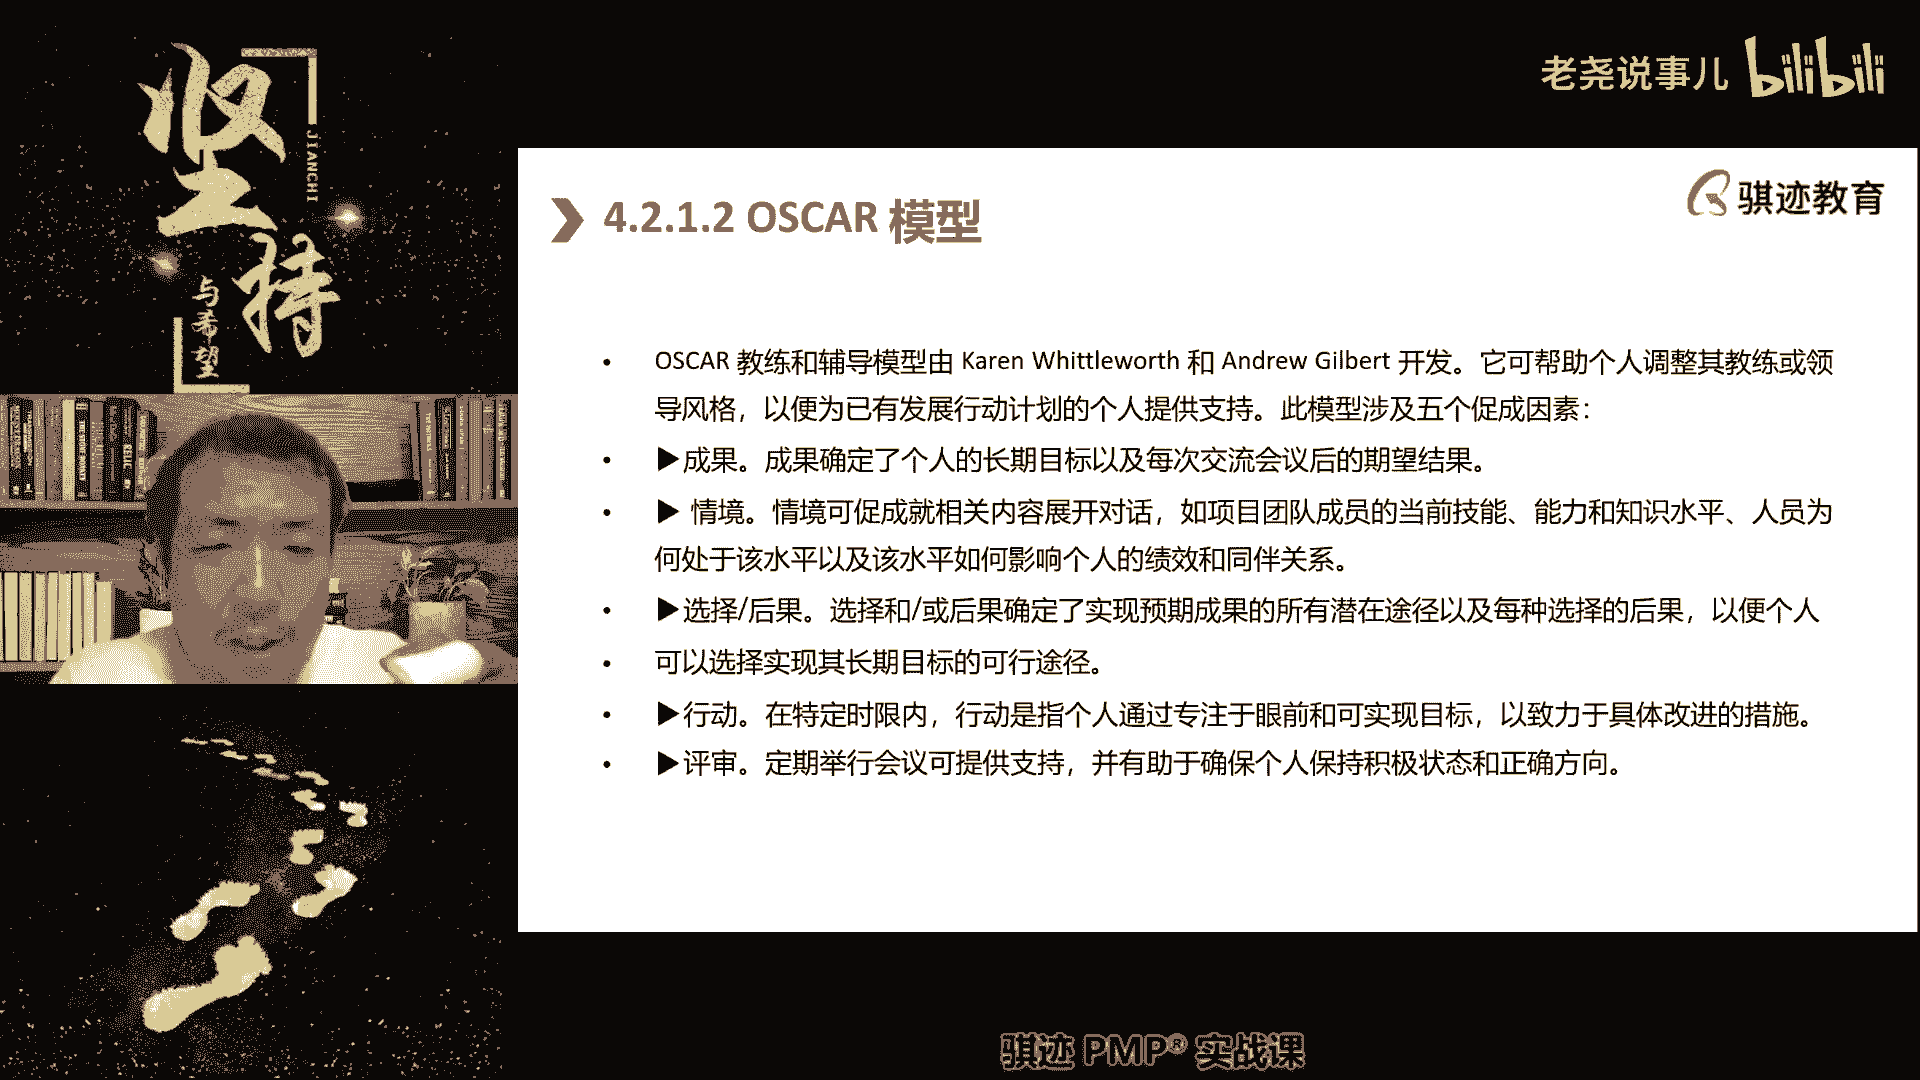 坚持
JIANCHI
与希望
老尧说事儿 bilibili
骐迹教育
4.2.1.2 OSCAR 模型
• OSCAR 教练和辅导模型由 Karen Whittleworth 和 Andrew Gilbert 开发。它可帮助个人调整其教练或领
导风格，以便为已有发展行动计划的个人提供支持。此模型涉及五个促成因素：
• ▶成果。成果确定了个人的长期目标以及每次交流会议后的期望结果。
• ▶ 情境。情境可促成就相关内容展开对话，如项目团队成员的当前技能、能力和知识水平、人员为
何处于该水平以及该水平如何影响个人的绩效和同伴关系。
• ▶选择/后果。选择和/或后果确定了实现预期成果的所有潜在途径以及每种选择的后果，以便个人
• 可以选择实现其长期目标的可行途径。
• ▶行动。在特定时限内，行动是指个人通过专注于眼前和可实现目标，以致力于具体改进的措施。
• ▶评审。定期举行会议可提供支持，并有助于确保个人保持积极状态和正确方向。
骐迹 PMP® 实战课